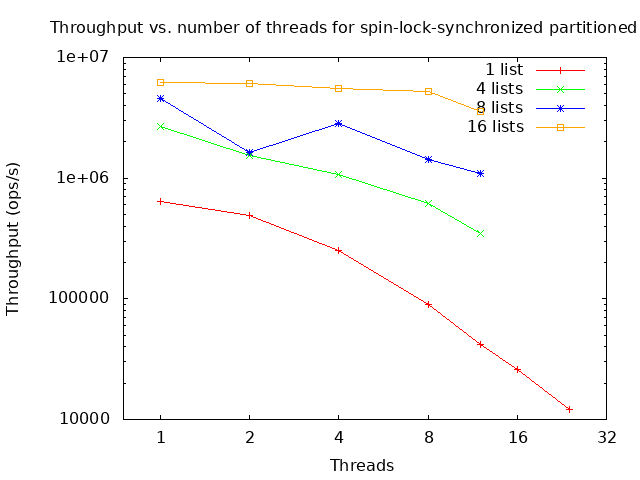 Throughput vs. number of threads for spin-lock-synchronized partitioned
1e+07
1e+06
100000
10000
Throughput (ops/s)
1 list
4 lists
8 lists
16 lists
1 2 4 8 16 32
Threads